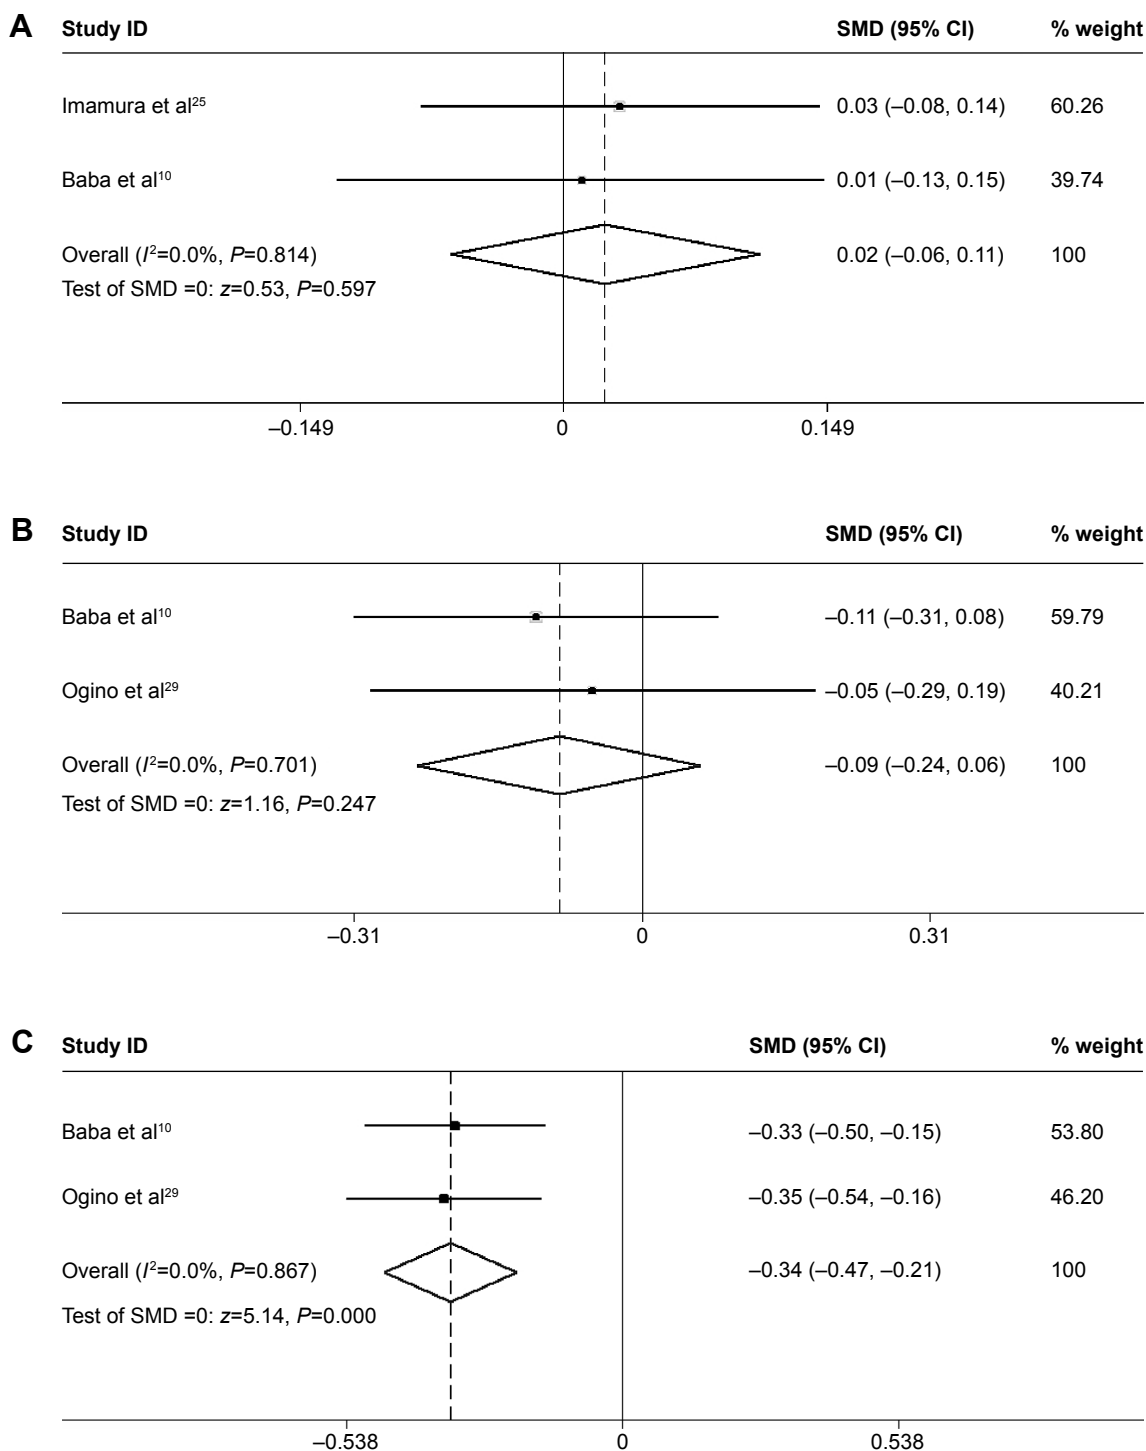 A Study ID SMD (95% CI) % weight
Imamura et al25 0.03 (–0.08, 0.14) 60.26
Baba et al10 0.01 (–0.13, 0.15) 39.74
Overall (I2=0.0%, P=0.814) 0.02 (–0.06, 0.11) 100
Test of SMD =0: z=0.53, P=0.597
–0.149 0 0.149
B Study ID SMD (95% CI) % weight
Baba et al10 –0.11 (–0.31, 0.08) 59.79
Ogino et al29 –0.05 (–0.29, 0.19) 40.21
Overall (I2=0.0%, P=0.701) –0.09 (–0.24, 0.06) 100
Test of SMD =0: z=1.16, P=0.247
–0.31 0 0.31
C Study ID SMD (95% CI) % weight
Baba et al10 –0.33 (–0.50, –0.15) 53.80
Ogino et al29 –0.35 (–0.54, –0.16) 46.20
Overall (I2=0.0%, P=0.867) –0.34 (–0.47, –0.21) 100
Test of SMD =0: z=5.14, P=0.000
–0.538 0 0.538